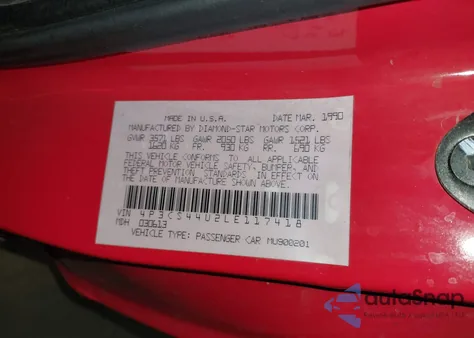 MADE IN U.S.A. DATE MAR. 1990
MANUFACTURED BY DIAMOND-STAR MOTORS CORP.
GVWR 3571 LBS GAWR 2050 LBS GAWR 1521 LBS
1620 KG FR. 930 KG RR. 690 KG
THIS VEHICLE CONFORMS TO ALL APPLICABLE
FEDERAL MOTOR VEHICLE SAFETY, BUMPER, AND
THEFT PREVENTION STANDARDS IN EFFECT ON
THE DATE OF MANUFACTURE SHOWN ABOVE.
VIN 4P3CS44U2LE117418
MDH 030613
VEHICLE TYPE: PASSENGER CAR MU900201
autoSnap